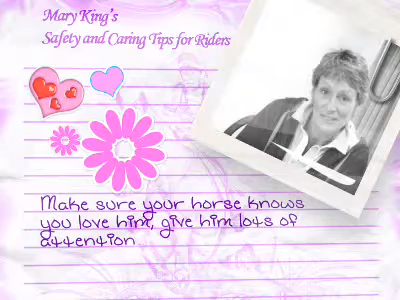 Mary King's
Safety and Caring Tips for Riders
Make sure your horse knows
you love him, give him lots of
attention